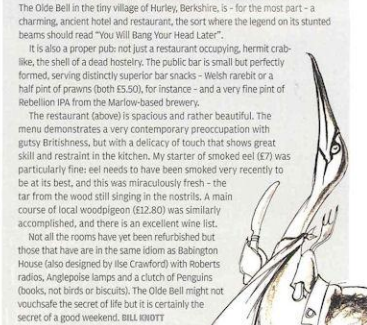 The Olde Bell in the tiny village of Hurley, Berkshire, is - for the most part - a
charming, ancient hotel and restaurant, the sort where the legend on its stunted
beams should read "You Will Bang Your Head Later".
It is also a proper pub: not just a restaurant occupying, hermit crab-
like, the shell of a dead hostelry. The public bar is small but perfectly
formed, serving distinctly superior bar snacks - Welsh rarebit or a
half pint of prawns (both £5.50), for instance - and a very fine pint of
Rebellion IPA from the Marlow-based brewery.
The restaurant (above) is spacious and rather beautiful. The
menu demonstrates a very contemporary preoccupation with
gutsy Britishness, but with a delicacy of touch that shows great
skill and restraint in the kitchen. My starter of smoked eel (£7) was
particularly fine: eel needs to have been smoked very recently to
be at its best, and this was miraculously fresh - the
tar from the wood still singing in the nostrils. A main
course of local woodpigeon (£12.80) was similarly
accomplished, and there is an excellent wine list.
Not all the rooms have yet been refurbished but
those that have are in the same idiom as Babington
House (also designed by Ilse Crawford) with Roberts
radios, Anglepoise lamps and a clutch of Penguins
(books, not birds or biscuits). The Olde Bell might not
vouchsafe the secret of life but it is certainly the
secret of a good weekend. BILL KNOTT